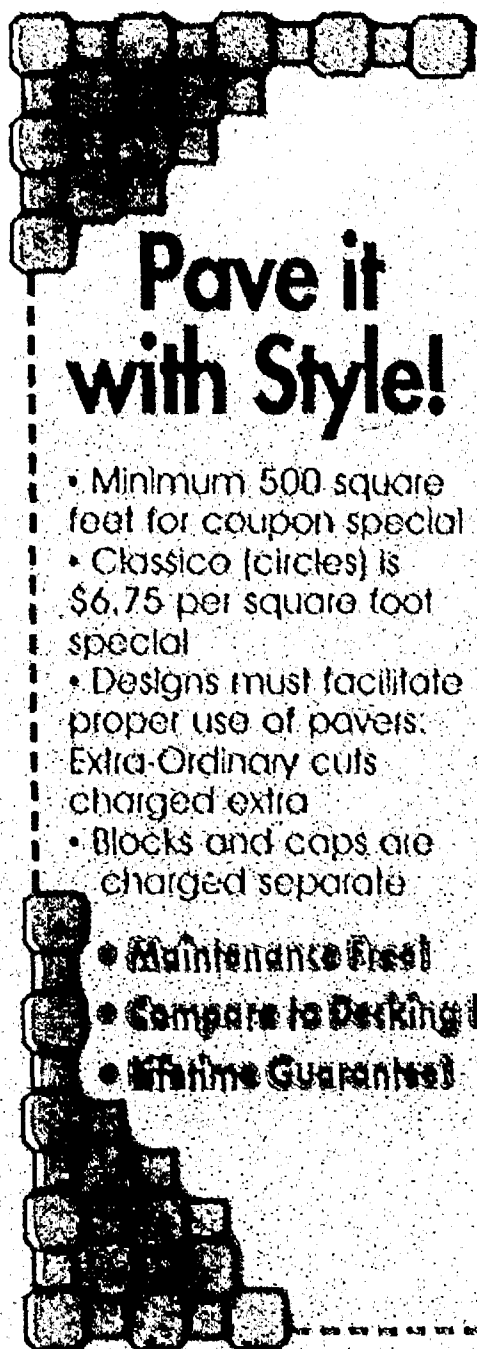 Pave it
with Style!
• Minimum 500 square
feet for coupon special
• Classico (circles) is
$6.75 per square foot
special
• Designs must facilitate
proper use of pavers.
Extra-Ordinary cuts
charged extra
• Blocks and caps are
charged separate
• Maintenance Free!
• Compare to Decking
• Lifetime Guarantee!